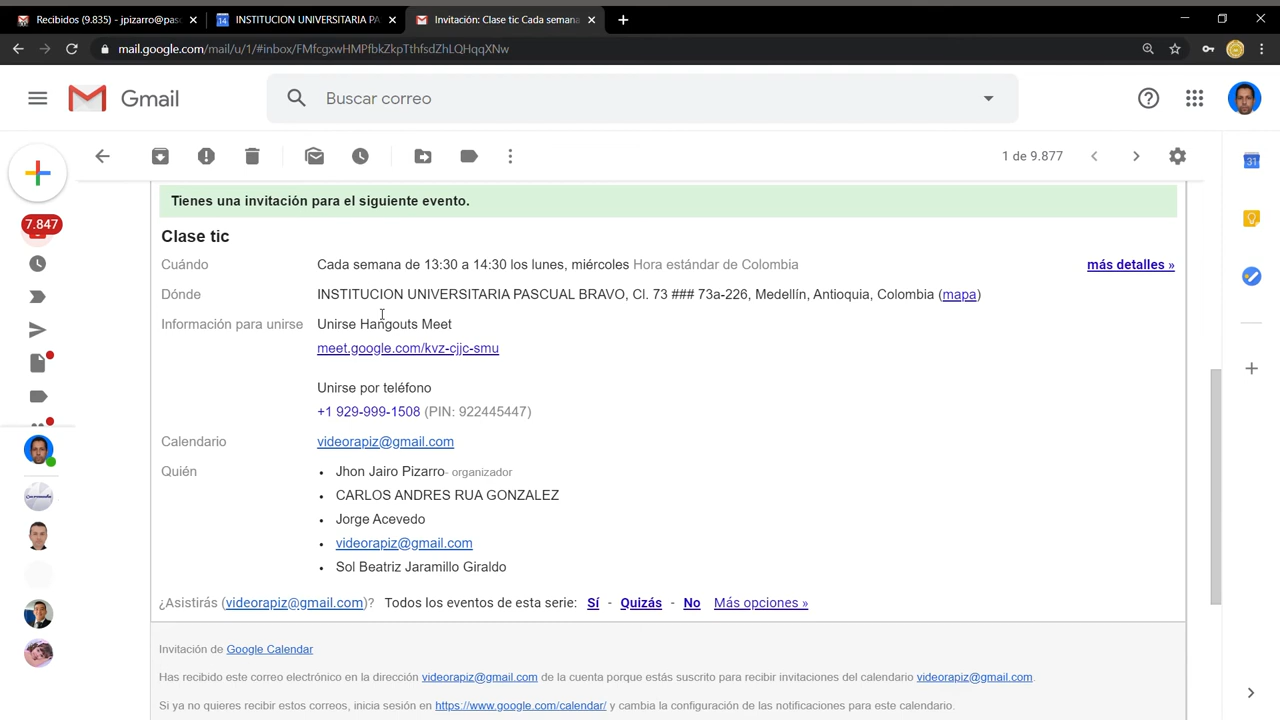 Recibidos (9.835) - jpizarro@pasc
INSTITUCION UNIVERSITARIA PA
Invitación: Clase tic Cada semana
mail.google.com/mail/u/1/#inbox/FMfcgxwHMPfbkZkpTthfsdZhLQHqqXNw
Gmail
Buscar correo
1 de 9.877
7.847
31
Tienes una invitación para el siguiente evento.
Clase tic
Cuándo Cada semana de 13:30 a 14:30 los lunes, miércoles Hora estándar de Colombia más detalles »
Dónde INSTITUCION UNIVERSITARIA PASCUAL BRAVO, Cl. 73 ### 73a-226, Medellín, Antioquia, Colombia (mapa)
Información para unirse Unirse Hangouts Meet
meet.google.com/kvz-cjjc-smu
Unirse por teléfono
+1 929-999-1508 (PIN: 922445447)
Calendario videorapiz@gmail.com
Quién • Jhon Jairo Pizarro- organizador
• CARLOS ANDRES RUA GONZALEZ
• Jorge Acevedo
• videorapiz@gmail.com
• Sol Beatriz Jaramillo Giraldo
¿Asistirás (videorapiz@gmail.com)? Todos los eventos de esta serie: Sí - Quizás - No Más opciones »
Invitación de Google Calendar
Has recibido este correo electrónico en la dirección videorapiz@gmail.com de la cuenta porque estás suscrito para recibir invitaciones del calendario videorapiz@gmail.com.
Si ya no quieres recibir estos correos, inicia sesión en https://www.google.com/calendar/ y cambia la configuración de las notificaciones para este calendario.